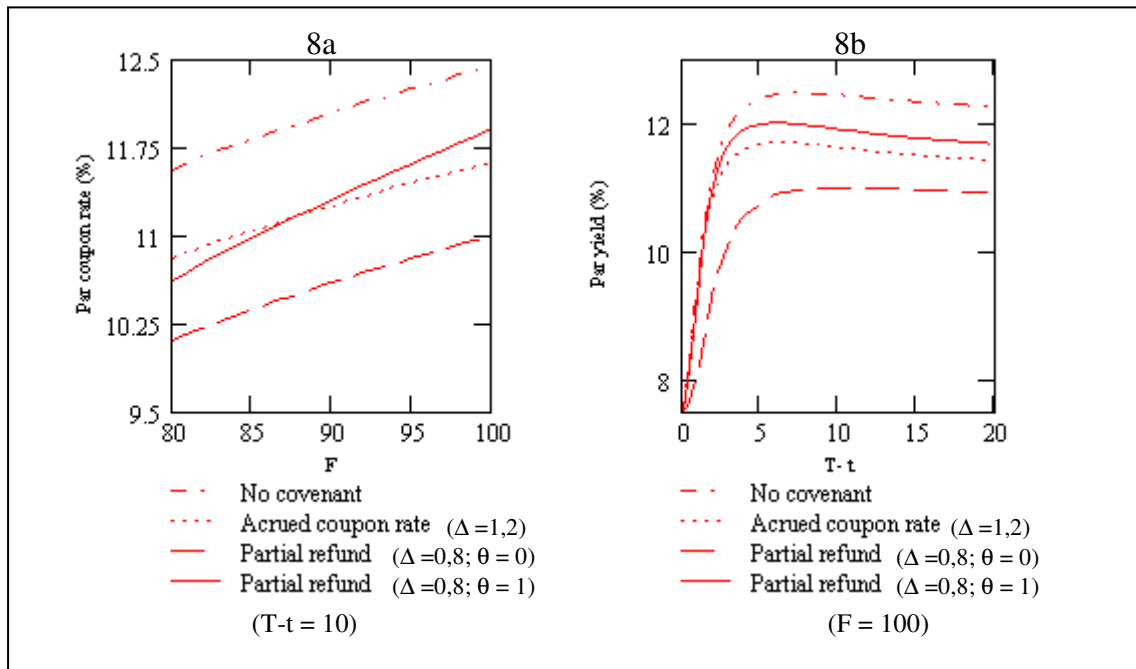 8a
12.5
11.75
11
10.25
9.5
Par coupon rate (%)
80 85 90 95 100
F
No covenant
Acrued coupon rate (Δ =1,2)
Partial refund (Δ =0,8; θ = 0)
Partial refund (Δ =0,8; θ = 1)
(T-t = 10)
8b
12
10
8
Par yield (%)
0 5 10 15 20
T- t
No covenant
Acrued coupon rate (Δ =1,2)
Partial refund (Δ =0,8; θ = 0)
Partial refund (Δ =0,8; θ = 1)
(F = 100)